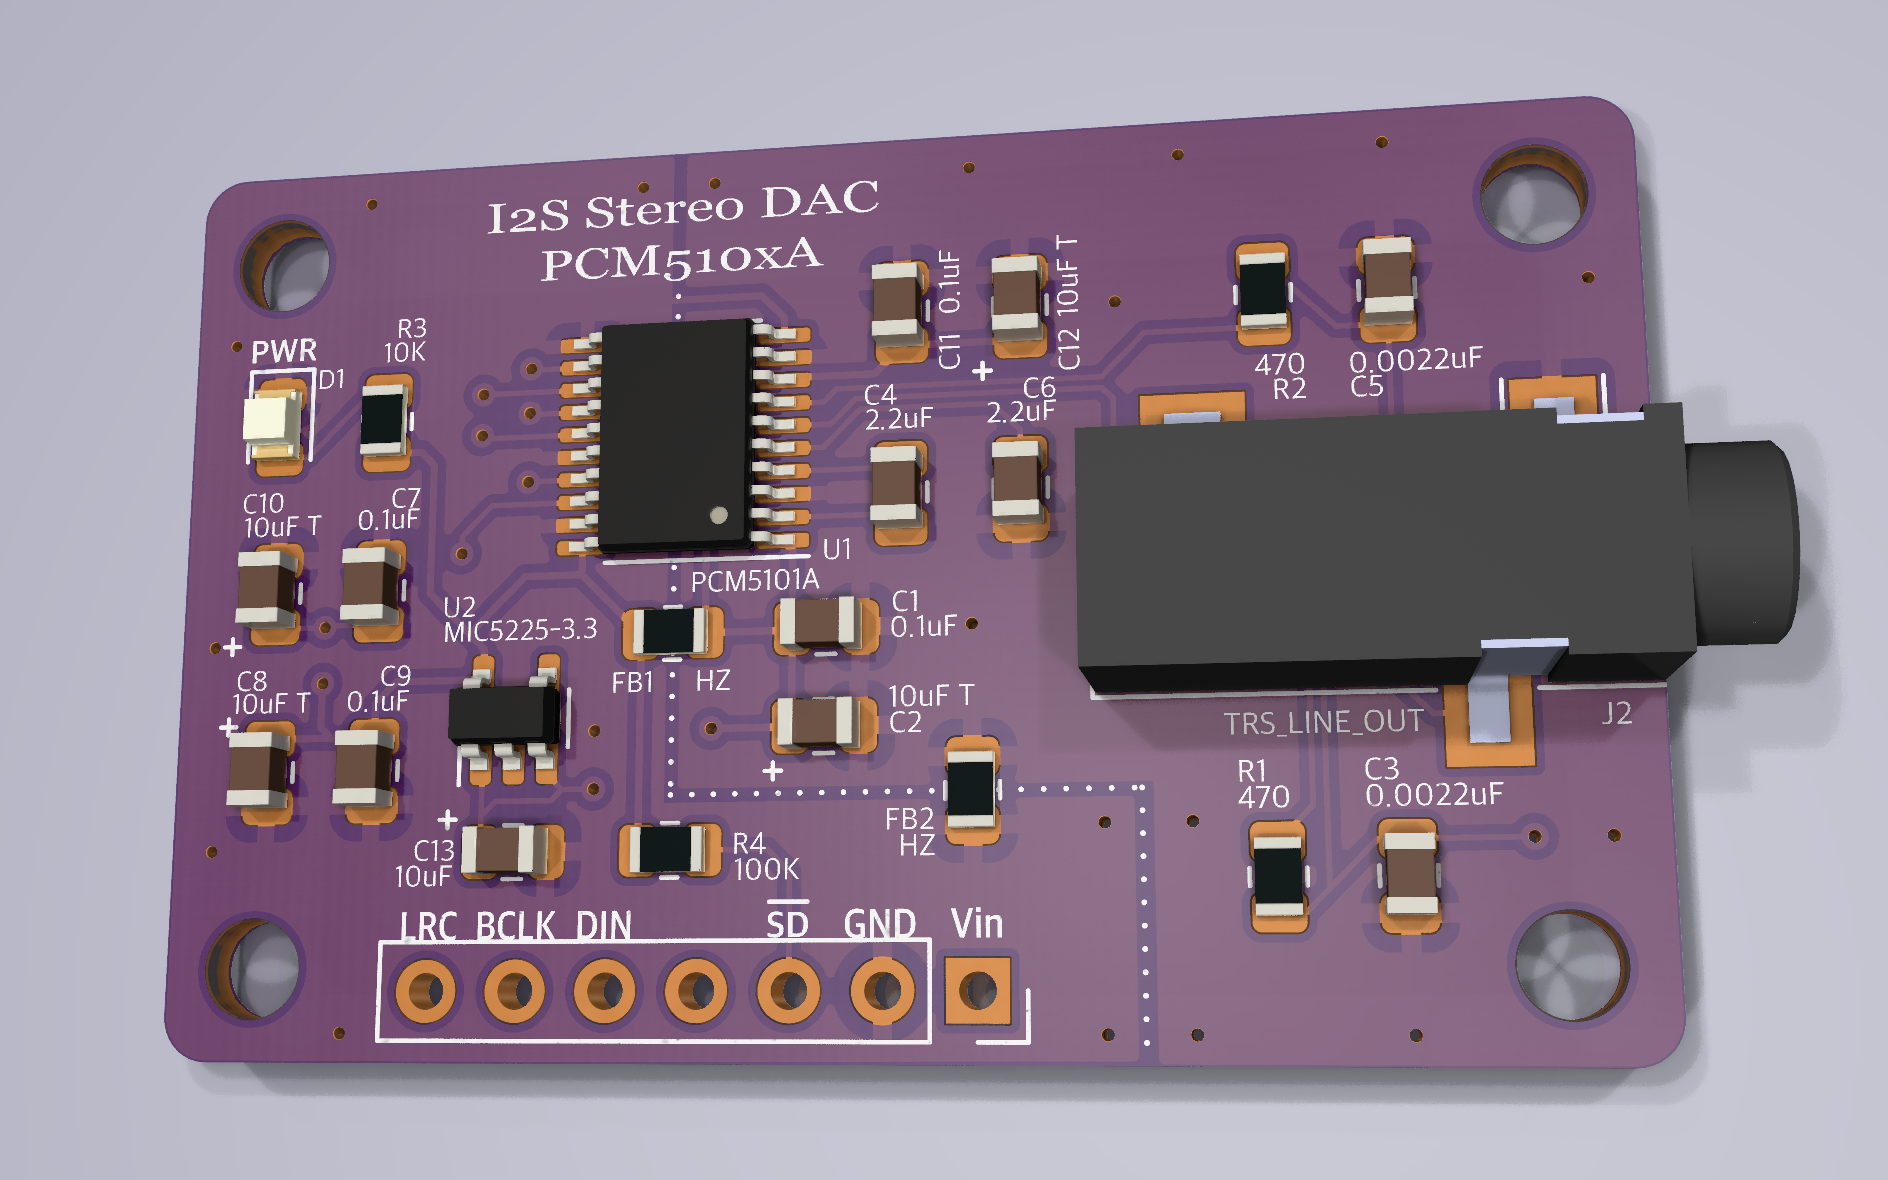 I2S Stereo DAC
PCM510xA
PWR
D1
R3
10K
C11 0.1uF
C12 10uF T
+
470
R2
0.0022uF
C5
C4
2.2uF
C6
2.2uF
C10
10uF T
+
C7
0.1uF
U1
PCM5101A
U2
MIC5225-3.3
FB1
HZ
C1
0.1uF
C8
10uF T
+
C9
0.1uF
10uF T
C2
+
TRS_LINE_OUT
J2
R1
470
C3
0.0022uF
FB2
HZ
+
C13
10uF
R4
100K
LRC BCLK DIN S̅D̅ GND Vin